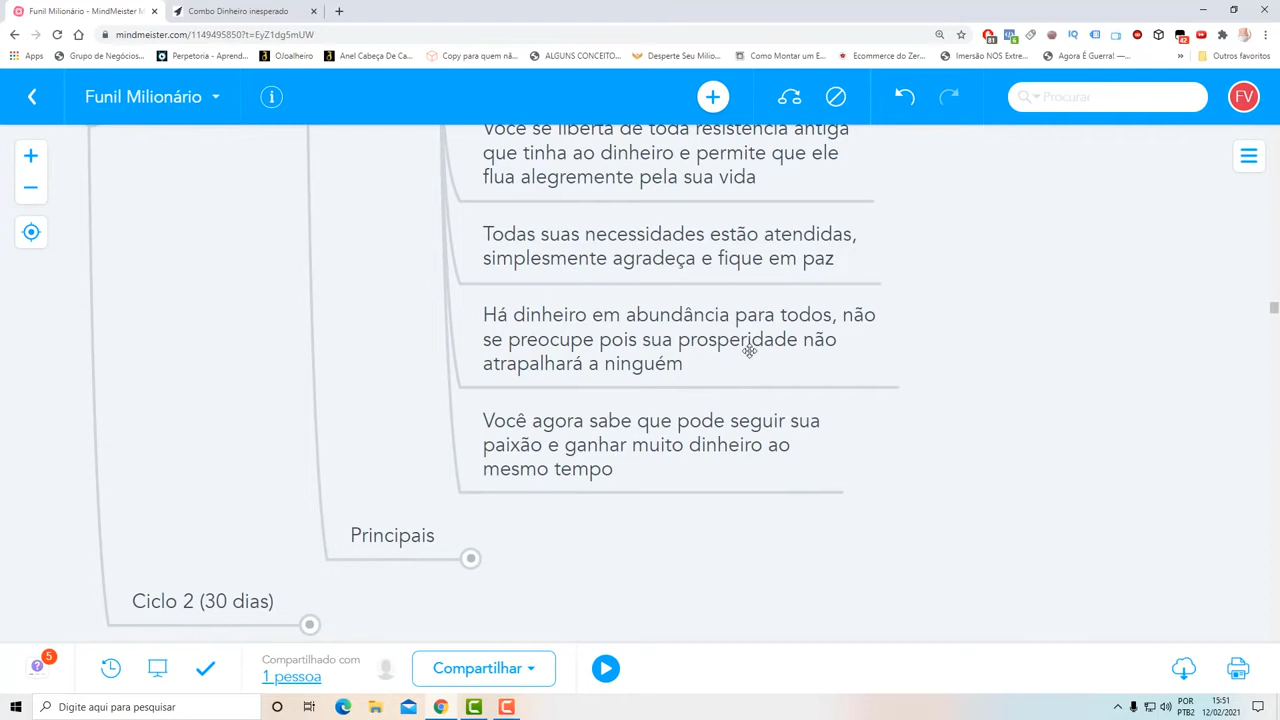 Funil Milionário - MindMeister M
Combo Dinheiro inesperado
mindmeister.com/1149495850?t=EyZ1dg5mUW
Apps
Grupo de Negócios...
Perpetoria - Aprend...
OJoalheiro
Anel Cabeça De Ca...
Copy para quem nã...
ALGUNS CONCEITO...
Desperte Seu Milio...
Como Montar um E...
Ecommerce do Zer...
Imersão NOS Extre...
Agora É Guerra! —...
»
Outros favoritos
Funil Milionário
Procurar
FV
Você se liberta de toda resistência antiga
que tinha ao dinheiro e permite que ele
flua alegremente pela sua vida
Todas suas necessidades estão atendidas,
simplesmente agradeça e fique em paz
Há dinheiro em abundância para todos, não
se preocupe pois sua prosperidade não
atrapalhará a ninguém
Você agora sabe que pode seguir sua
paixão e ganhar muito dinheiro ao
mesmo tempo
Principais
Ciclo 2 (30 dias)
5
Compartilhado com
1 pessoa
Compartilhar
Digite aqui para pesquisar
POR
PTB2
15:51
12/02/2021